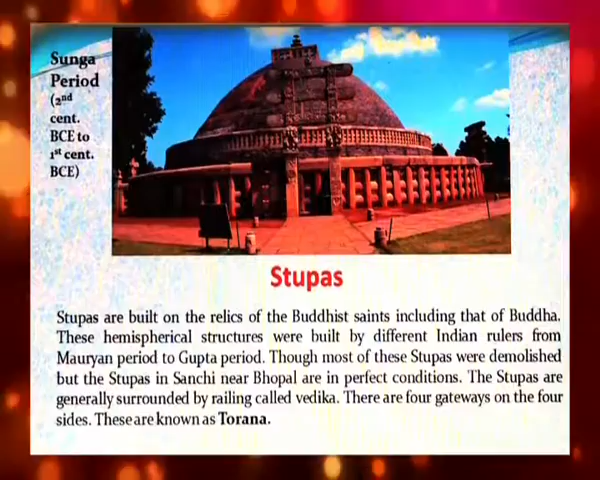 Sunga
Period
(2nd
cent.
BCE to
1st cent.
BCE)
Stupas
Stupas are built on the relics of the Buddhist saints including that of Buddha.
These hemispherical structures were built by different Indian rulers from
Mauryan period to Gupta period. Though most of these Stupas were demolished
but the Stupas in Sanchi near Bhopal are in perfect conditions. The Stupas are
generally surrounded by railing called vedika. There are four gateways on the four
sides. These are known as Torana.